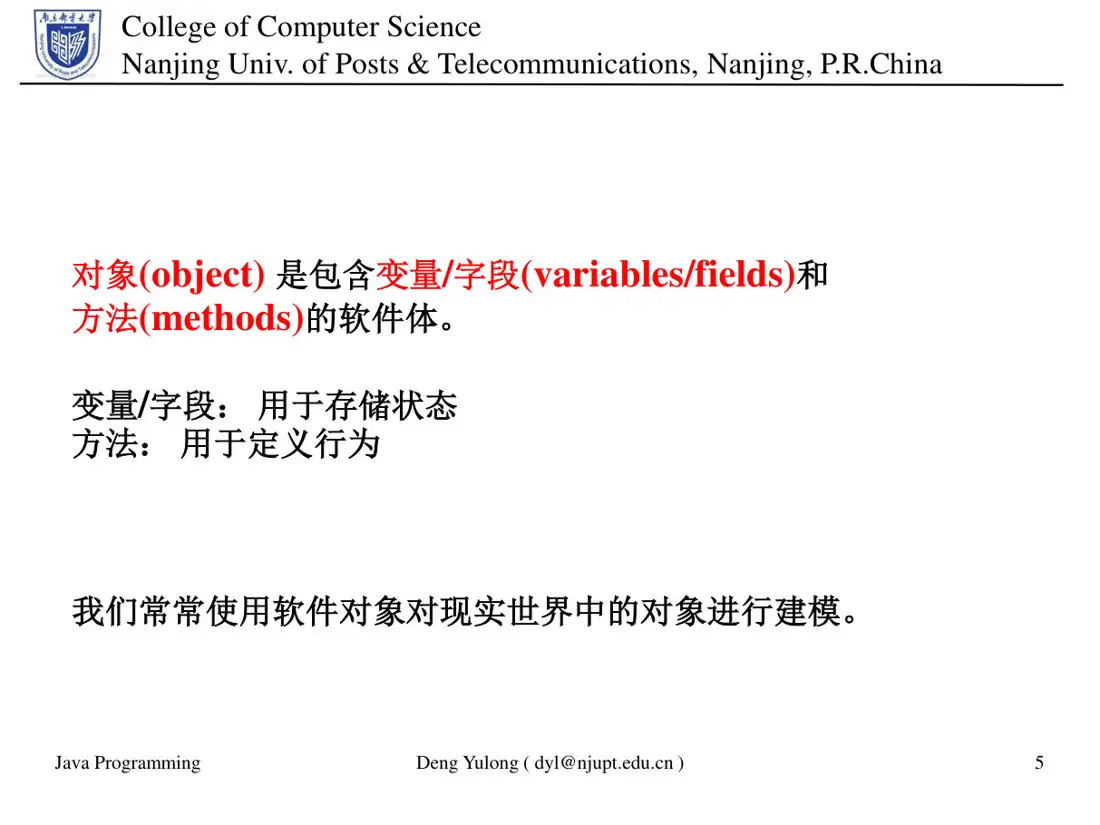 College of Computer Science
Nanjing Univ. of Posts & Telecommunications, Nanjing, P.R.China
对象(object) 是包含变量/字段(variables/fields)和
方法(methods)的软件体。
变量/字段： 用于存储状态
方法： 用于定义行为
我们常常使用软件对象对现实世界中的对象进行建模。
Java Programming
Deng Yulong ( dyl@njupt.edu.cn )
5